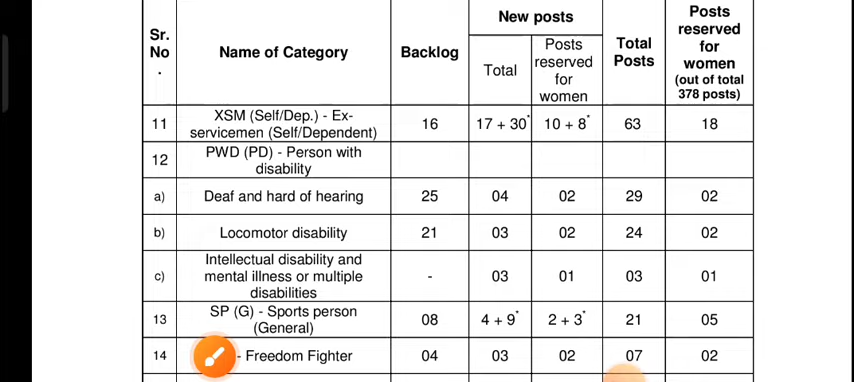 Sr.
No
.
Name of Category
Backlog
New posts
Total
Posts
reserved
for
women
Total
Posts
Posts
reserved
for
women
(out of total
378 posts)
11 XSM (Self/Dep.) - Ex-
servicemen (Self/Dependent) 16 17 + 30* 10 + 8* 63 18
12 PWD (PD) - Person with
disability
a) Deaf and hard of hearing 25 04 02 29 02
b) Locomotor disability 21 03 02 24 02
c) Intellectual disability and
mental illness or multiple
disabilities - 03 01 03 01
13 SP (G) - Sports person
(General) 08 4 + 9* 2 + 3* 21 05
14 - Freedom Fighter 04 03 02 07 02